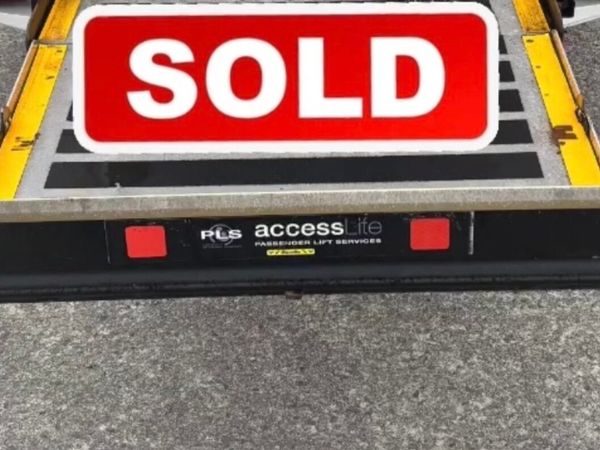 SOLD
PLS accessLife
PASSENGER LIFT SERVICES